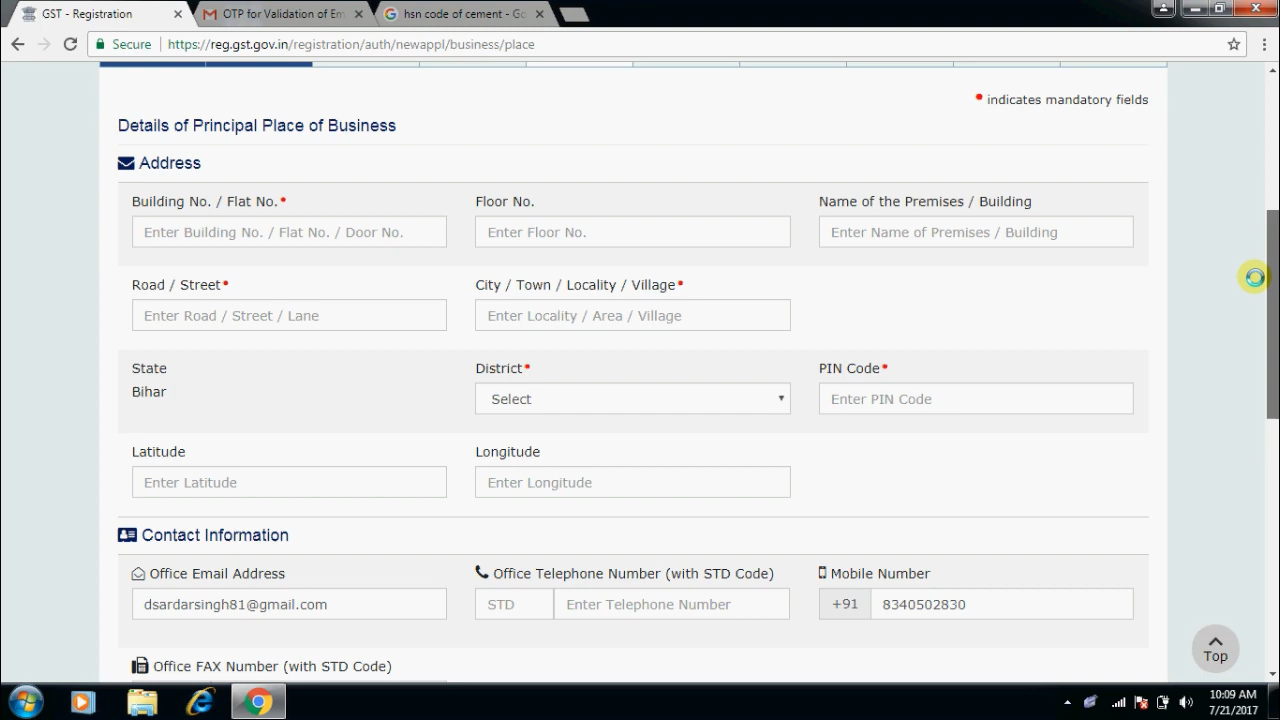 GST - Registration
OTP for Validation of Em
hsn code of cement - Go
Secure https://reg.gst.gov.in/registration/auth/newappl/business/place
• indicates mandatory fields
Details of Principal Place of Business
Address
Building No. / Flat No.• Floor No. Name of the Premises / Building
Enter Building No. / Flat No. / Door No. Enter Floor No. Enter Name of Premises / Building
Road / Street• City / Town / Locality / Village•
Enter Road / Street / Lane Enter Locality / Area / Village
State District• PIN Code•
Bihar Select Enter PIN Code
Latitude Longitude
Enter Latitude Enter Longitude
Contact Information
Office Email Address Office Telephone Number (with STD Code) Mobile Number
dsardarsingh81@gmail.com STD Enter Telephone Number +91 8340502830
Office FAX Number (with STD Code)
Top
10:09 AM
7/21/2017